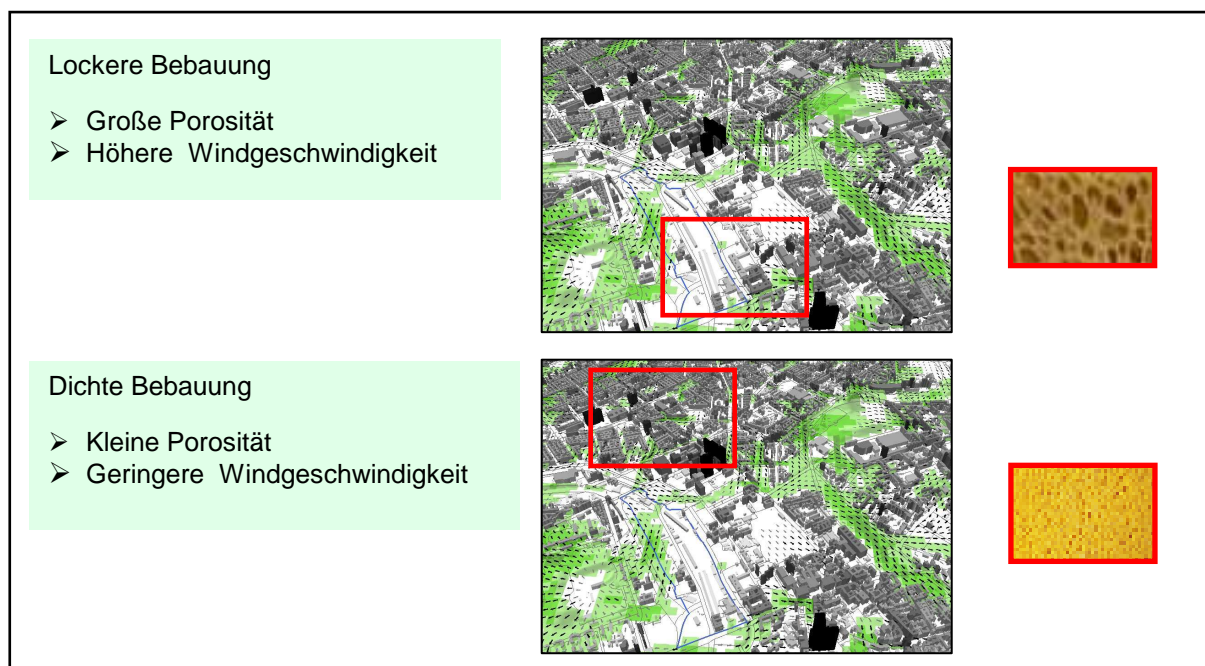 Lockere Bebauung
➢ Große Porosität
➢ Höhere Windgeschwindigkeit
Dichte Bebauung
➢ Kleine Porosität
➢ Geringere Windgeschwindigkeit